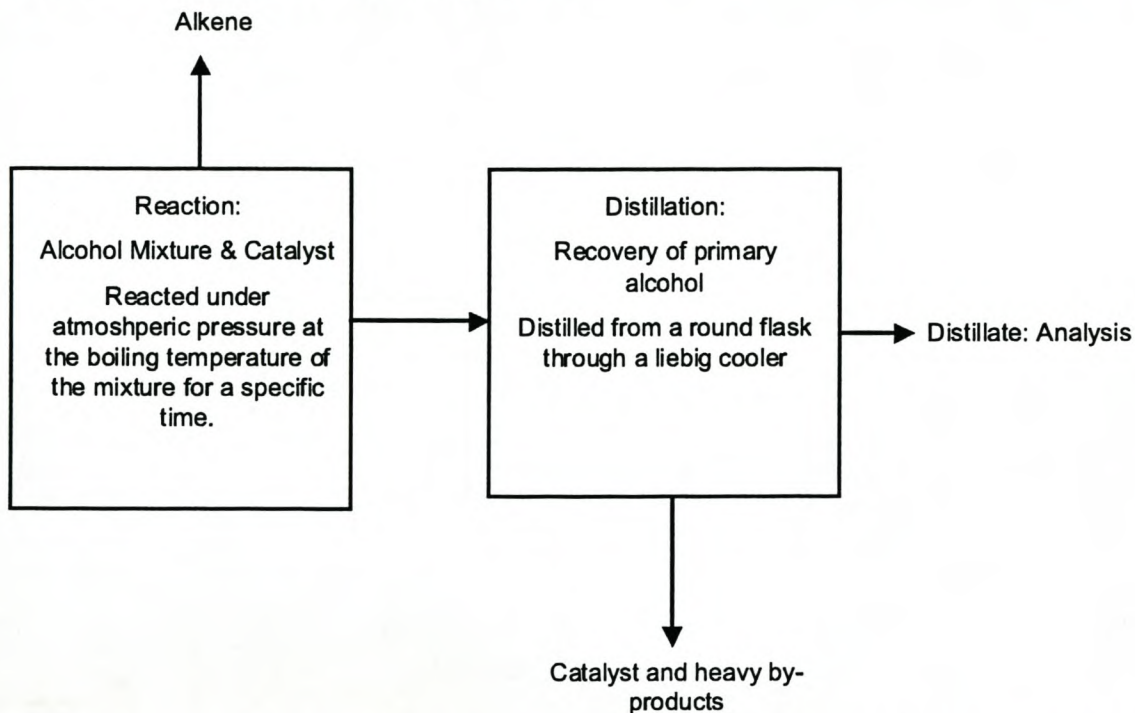 Alkene
Reaction:
Alcohol Mixture & Catalyst
Reacted under
atmoshperic pressure at
the boiling temperature of
the mixture for a specific
time.
Distillation:
Recovery of primary
alcohol
Distilled from a round flask
through a liebig cooler
Distillate: Analysis
Catalyst and heavy by-
products